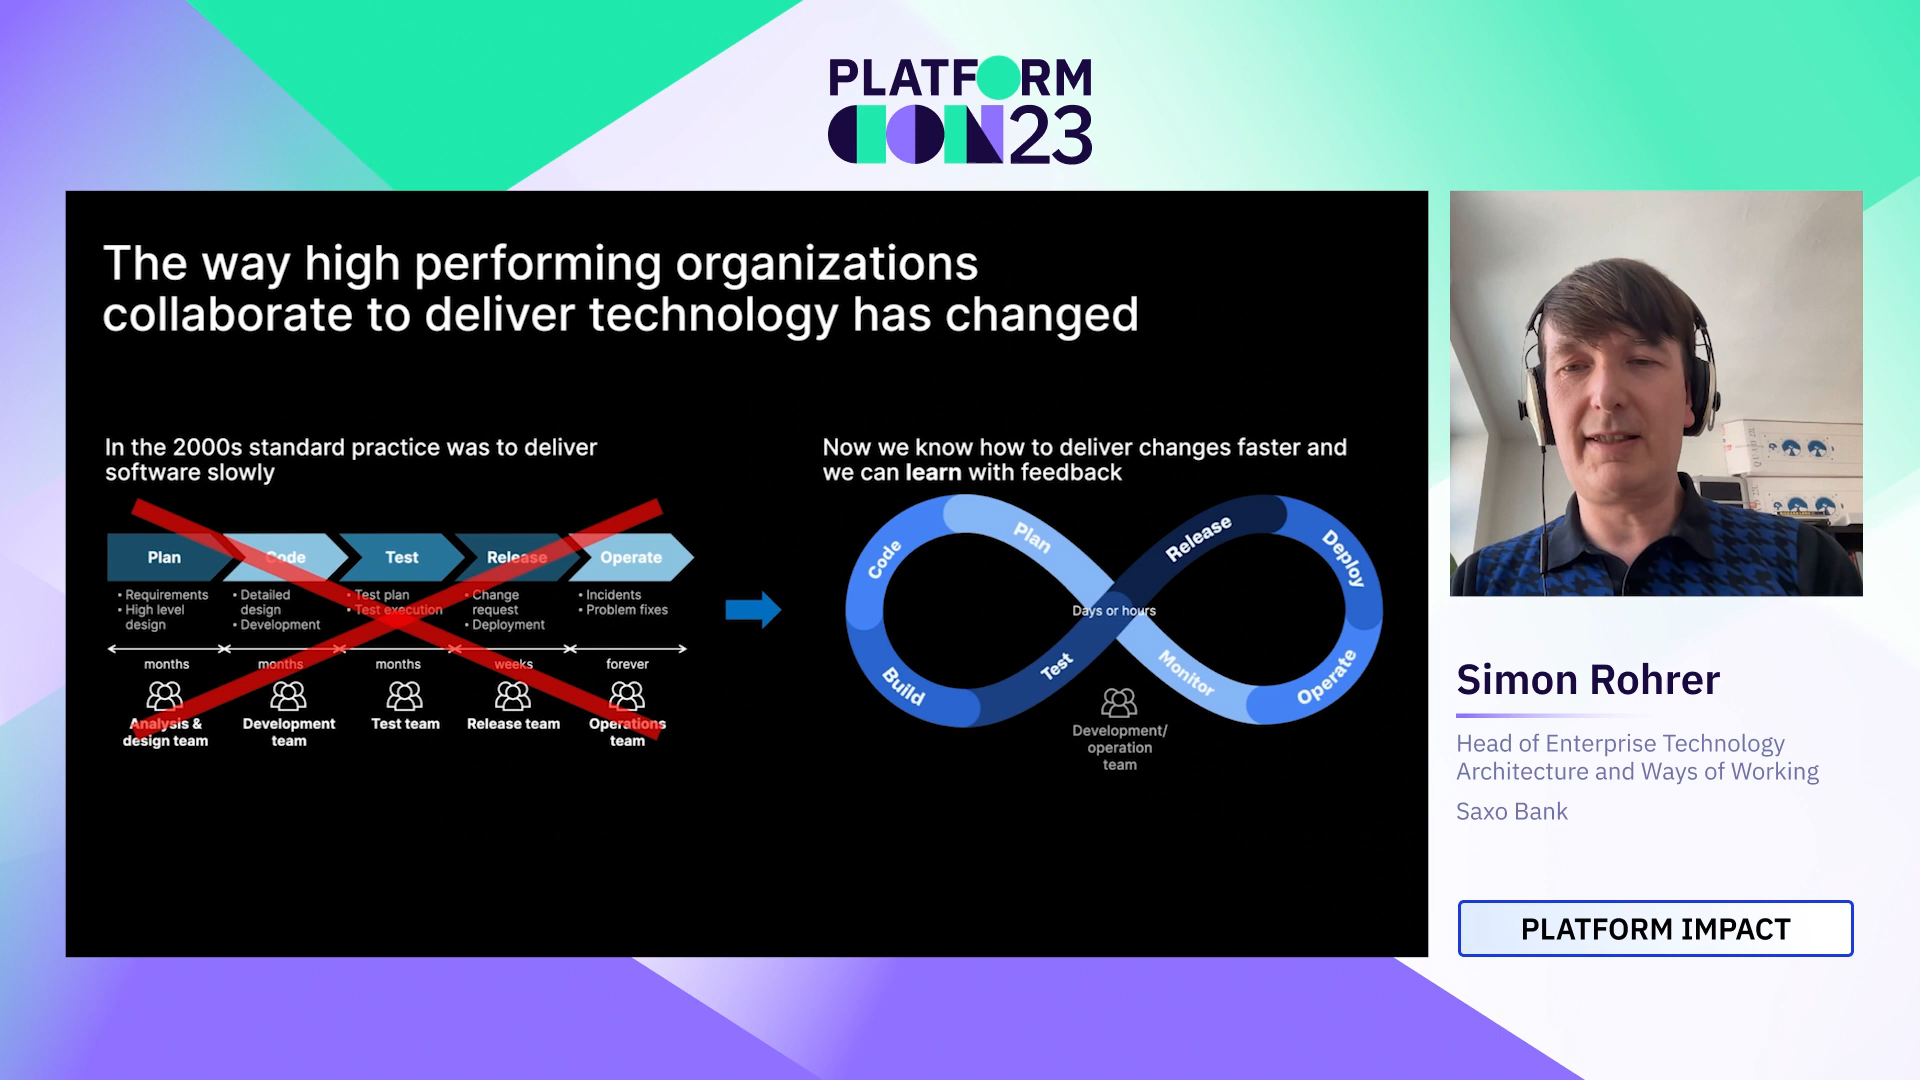 PLATFORM
CON23
The way high performing organizations
collaborate to deliver technology has changed
In the 2000s standard practice was to deliver
software slowly
Plan
Code
Test
Release
Operate
• Requirements
• High level
design
• Detailed
design
• Development
• Test plan
• Test execution
• Change
request
• Deployment
• Incidents
• Problem fixes
months
months
months
weeks
forever
Analysis &
design team
Development
team
Test team
Release team
Operations
team
Now we know how to deliver changes faster and
we can learn with feedback
Code
Plan
Release
Deploy
Days or hours
Build
Test
Monitor
Operate
Development/
operation
team
Simon Rohrer
Head of Enterprise Technology
Architecture and Ways of Working
Saxo Bank
PLATFORM IMPACT